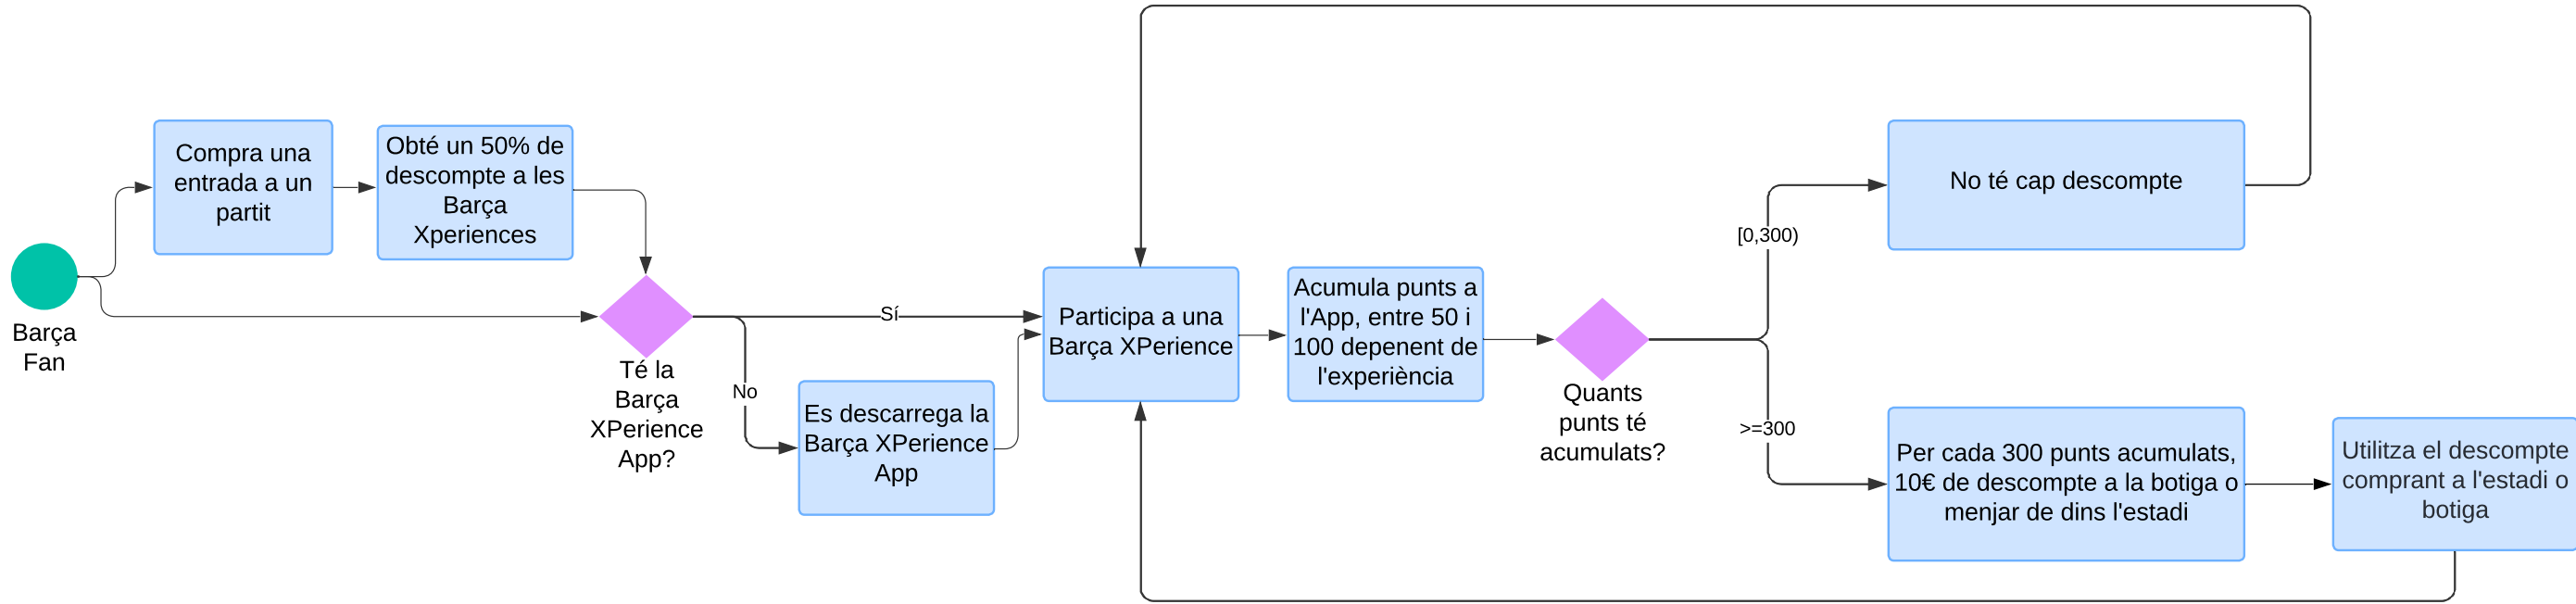 Barça
Fan
Compra una
entrada a un
partit
Obté un 50% de
descompte a les
Barça
Xperiences
Té la
Barça
XPerience
App?
Sí
No
Es descarrega la
Barça XPerience
App
Participa a una
Barça XPerience
Acumula punts a
l'App, entre 50 i
100 depenent de
l'experiència
Quants
punts té
acumulats?
[0,300)
No té cap descompte
>=300
Per cada 300 punts acumulats,
10€ de descompte a la botiga o
menjar de dins l'estadi
Utilitza el descompte
comprant a l'estadi o
botiga